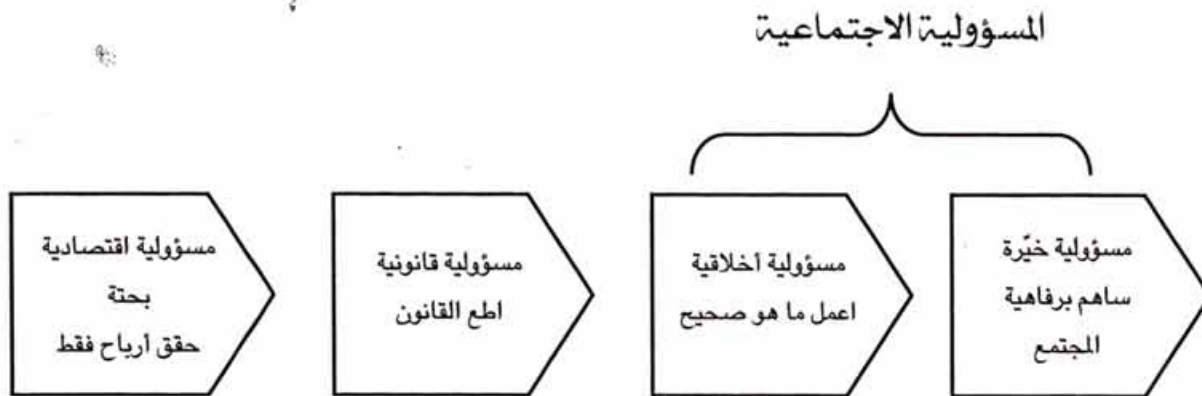 المسؤولية الاجتماعية
مسؤولية خيّرة
ساهم برفاهية
المجتمع
مسؤولية أخلاقية
اعمل ما هو صحيح
مسؤولية قانونية
اطع القانون
مسؤولية اقتصادية
بحتة
حقق أرباح فقط